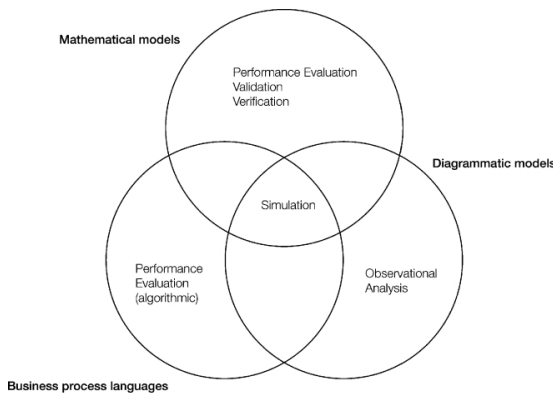 Mathematical models
Performance Evaluation
Validation
Verification
Diagrammatic models
Simulation
Performance
Evaluation
(algorithmic)
Observational
Analysis
Business process languages